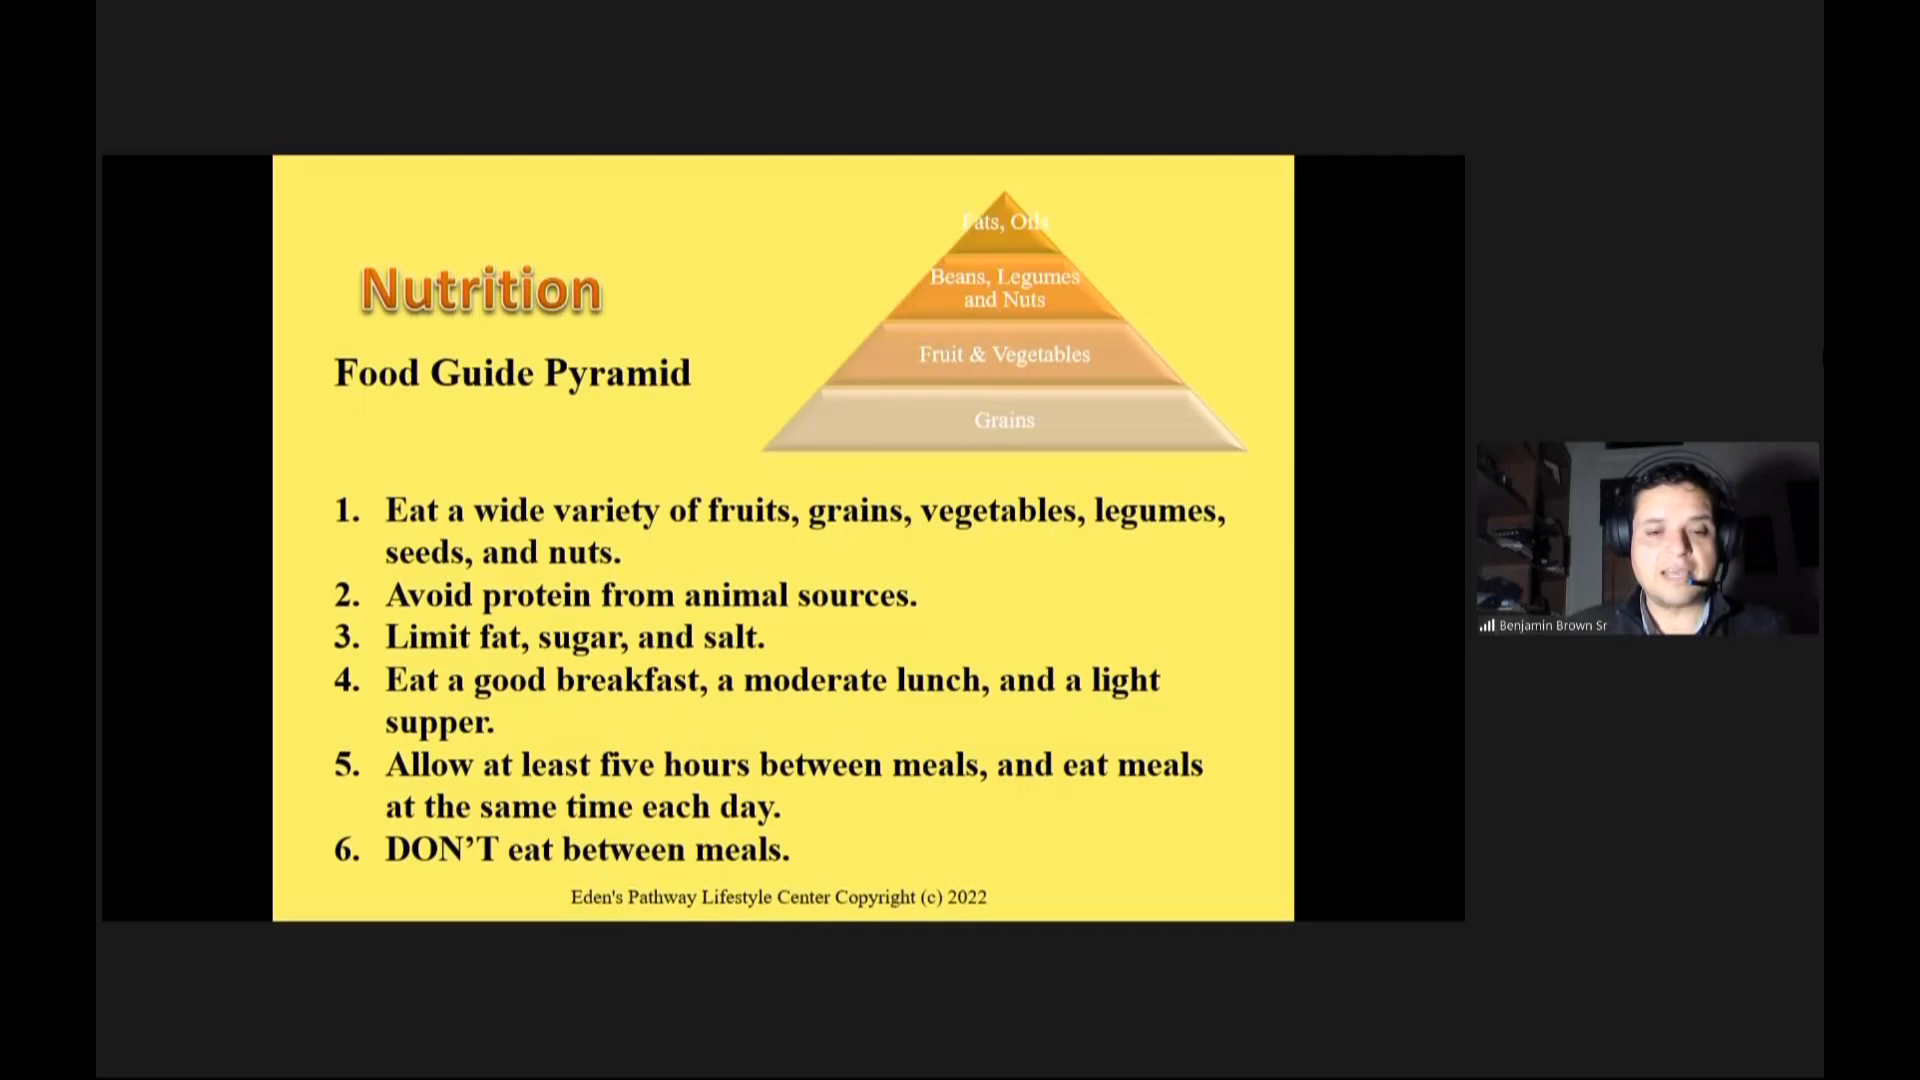 Nutrition
Food Guide Pyramid
Fats, Oils
Beans, Legumes
and Nuts
Fruit & Vegetables
Grains
1. Eat a wide variety of fruits, grains, vegetables, legumes,
seeds, and nuts.
2. Avoid protein from animal sources.
3. Limit fat, sugar, and salt.
4. Eat a good breakfast, a moderate lunch, and a light
supper.
5. Allow at least five hours between meals, and eat meals
at the same time each day.
6. DON’T eat between meals.
Eden's Pathway Lifestyle Center Copyright (c) 2022
Benjamin Brown Sr